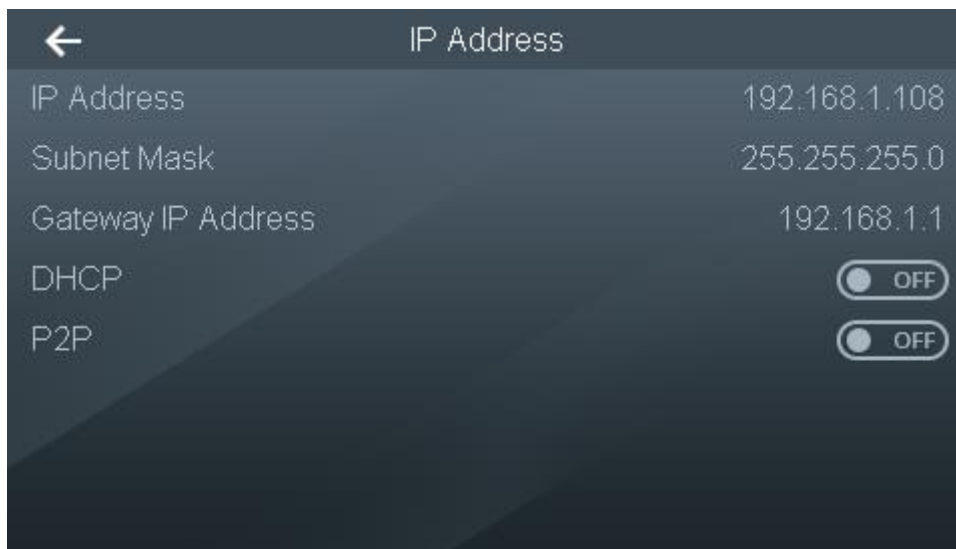 IP Address
IP Address 192.168.1.108
Subnet Mask 255.255.255.0
Gateway IP Address 192.168.1.1
DHCP OFF
P2P OFF